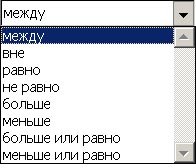 между
между
вне
равно
не равно
больше
меньше
больше или равно
меньше или равно